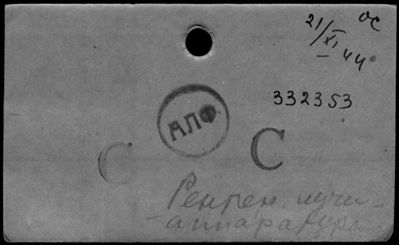 21/XI 44 ОС
332353
АЛФ
С С
Рентген. лучи -
- аппаратура